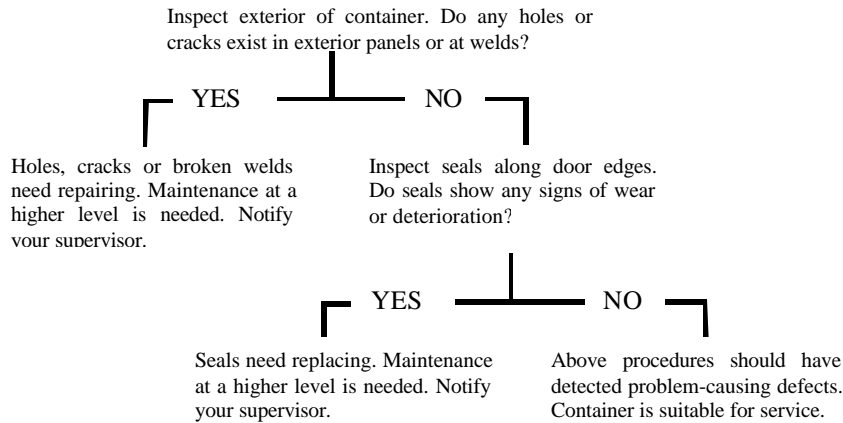 Inspect exterior of container. Do any holes or
cracks exist in exterior panels or at welds?
YES
NO
Holes, cracks or broken welds
need repairing. Maintenance at a
higher level is needed. Notify
your supervisor.
Inspect seals along door edges.
Do seals show any signs of wear
or deterioration?
YES
NO
Seals need replacing. Maintenance
at a higher level is needed. Notify
your supervisor.
Above procedures should have
detected problem-causing defects.
Container is suitable for service.